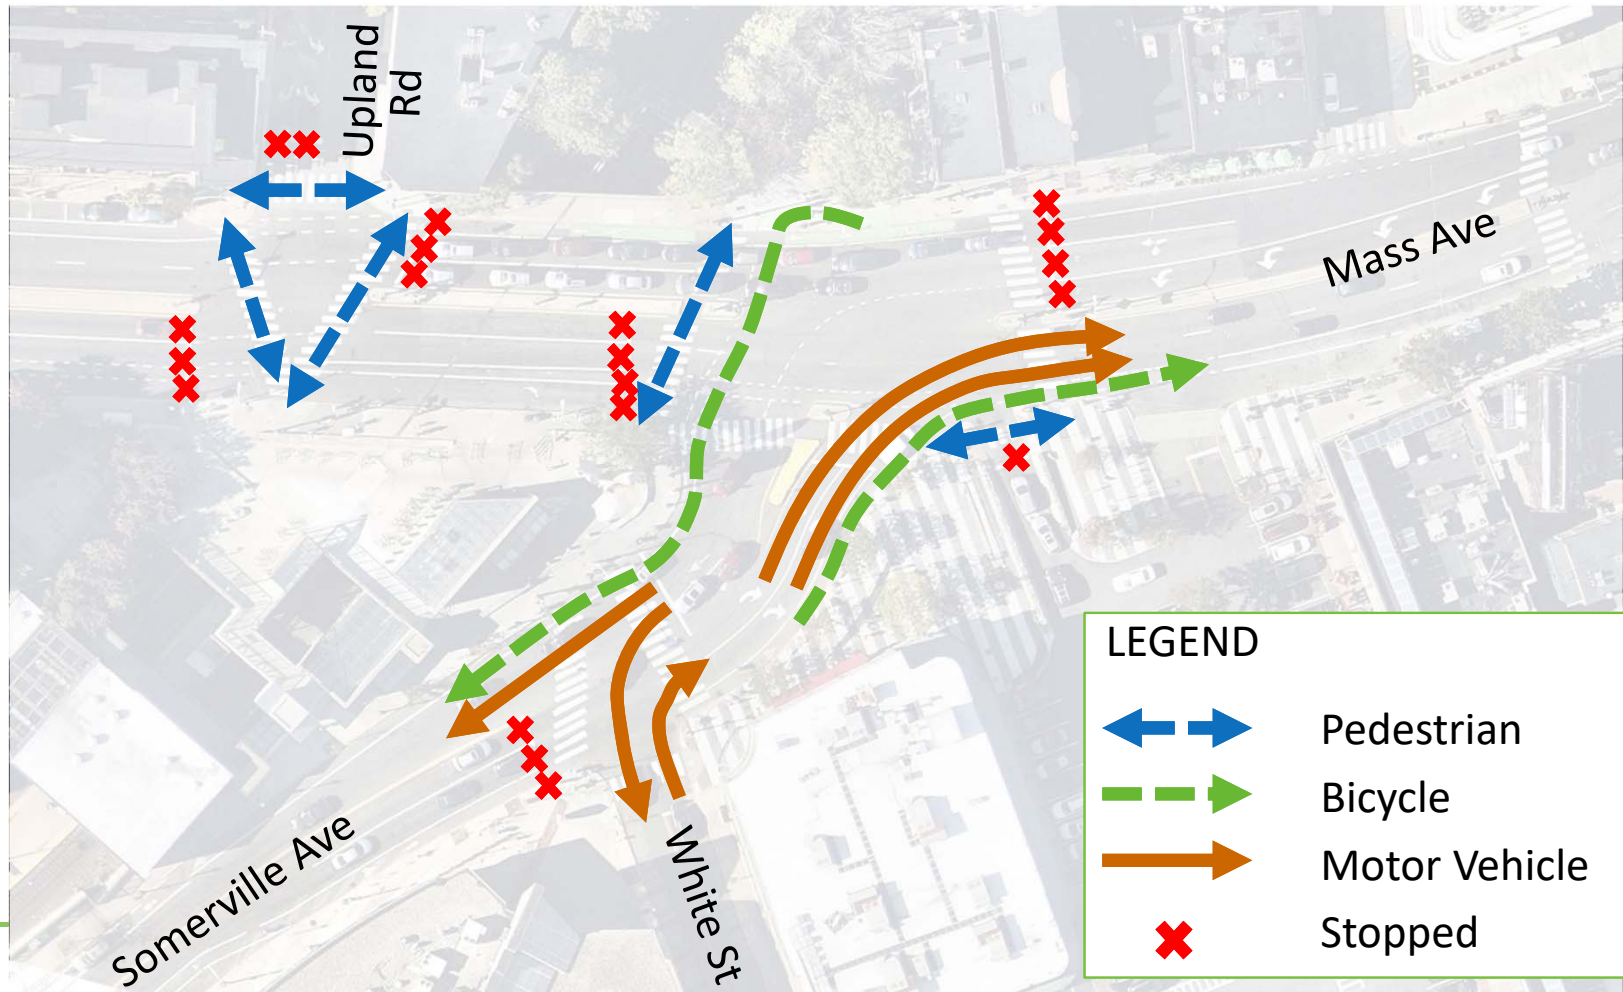 Upland
Rd
Mass Ave
Somerville Ave
White St
LEGEND
Pedestrian
Bicycle
Motor Vehicle
Stopped